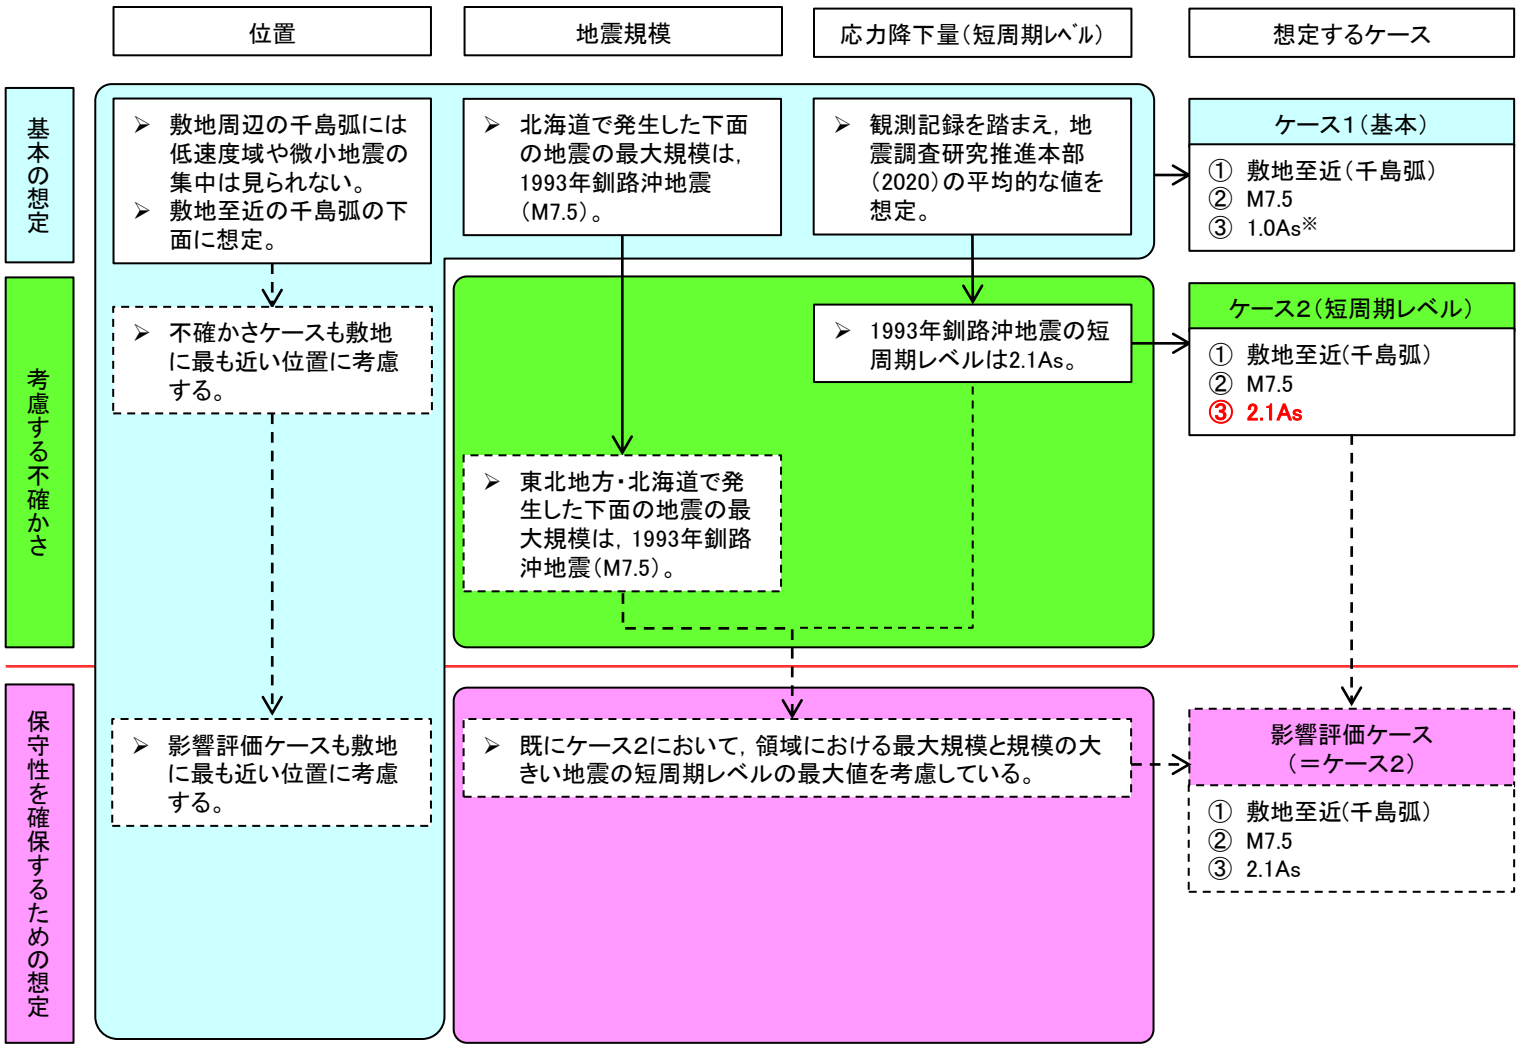 位置
地震規模
応力降下量（短周期ﾚﾍﾞﾙ）
想定するケース
基本の想定
➢ 敷地周辺の千島弧には
低速度域や微小地震の
集中は見られない。
➢ 敷地至近の千島弧の下
面に想定。
➢ 北海道で発生した下面
の地震の最大規模は，
1993年釧路沖地震
（M7.5）。
➢ 観測記録を踏まえ，地
震調査研究推進本部
（2020）の平均的な値を
想定。
ケース1（基本）
① 敷地至近（千島弧）
② M7.5
③ 1.0As※
考慮する不確かさ
➢ 不確かさケースも敷地
に最も近い位置に考慮
する。
➢ 1993年釧路沖地震の短
周期レベルは2.1As。
ケース2（短周期レベル）
① 敷地至近(千島弧）
② M7.5
③ 2.1As
➢ 東北地方・北海道で発
生した下面の地震の最
大規模は，1993年釧路
沖地震（M7.5）。
保守性を確保するための想定
➢ 影響評価ケースも敷地
に最も近い位置に考慮
する。
➢ 既にケース2において，領域における最大規模と規模の大
きい地震の短周期レベルの最大値を考慮している。
影響評価ケース
（＝ケース2）
① 敷地至近(千島弧）
② M7.5
③ 2.1As